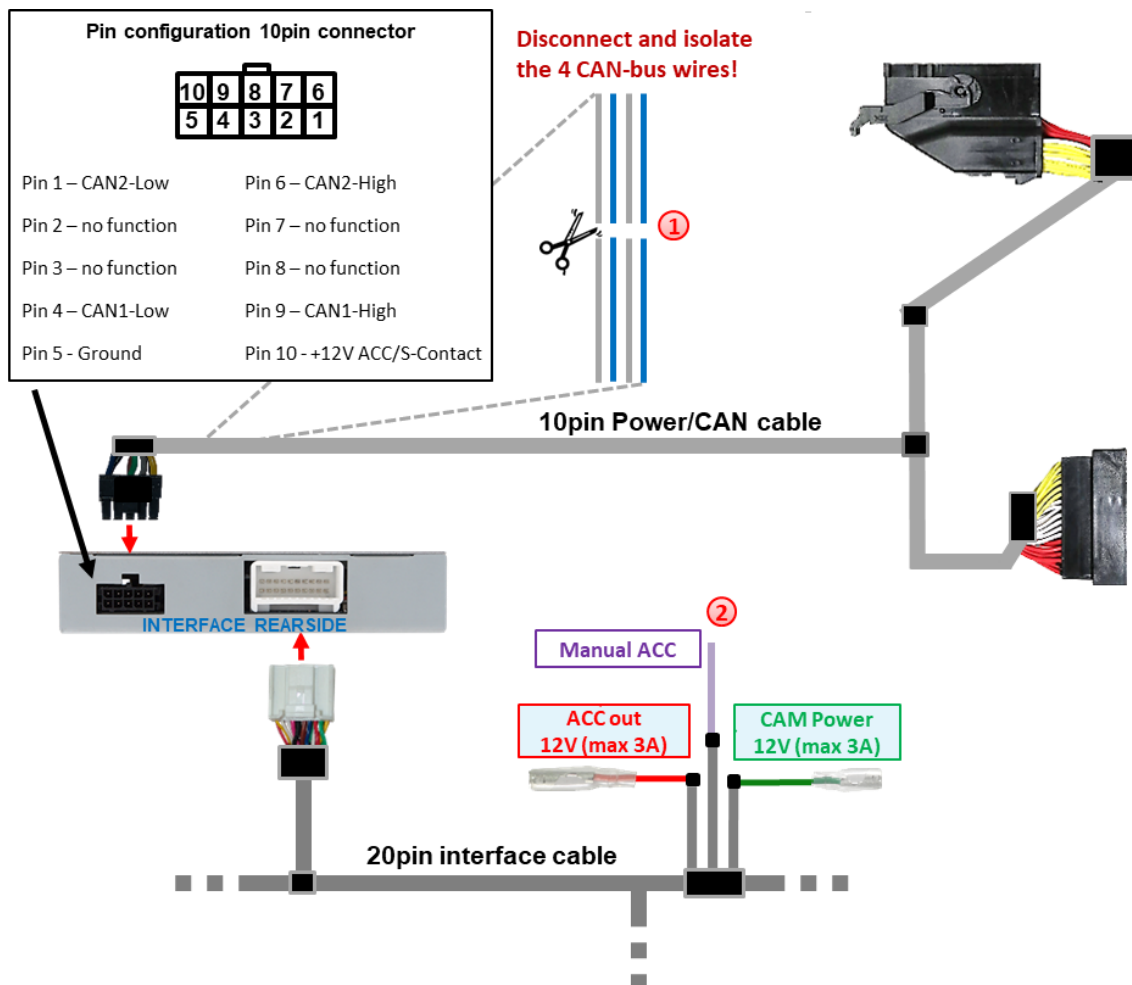 Pin configuration 10pin connector
10 9 8 7 6
5 4 3 2 1
Pin 1 – CAN2-Low
Pin 6 – CAN2-High
Pin 2 – no function
Pin 7 – no function
Pin 3 – no function
Pin 8 – no function
Pin 4 – CAN1-Low
Pin 9 – CAN1-High
Pin 5 - Ground
Pin 10 - +12V ACC/S-Contact
Disconnect and isolate
the 4 CAN-bus wires!
1
10pin Power/CAN cable
INTERFACE REARSIDE
2
Manual ACC
ACC out
12V (max 3A)
CAM Power
12V (max 3A)
20pin interface cable